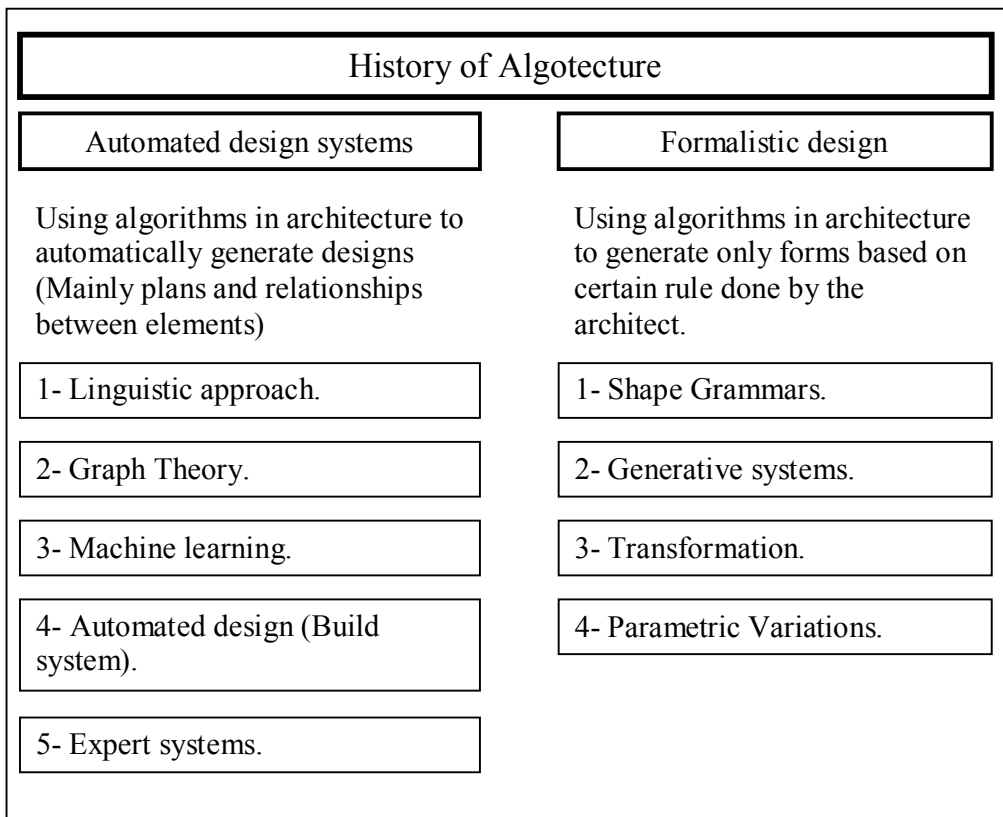 History of Algotecture
Automated design systems
Using algorithms in architecture to
automatically generate designs
(Mainly plans and relationships
between elements)
1- Linguistic approach.
2- Graph Theory.
3- Machine learning.
4- Automated design (Build
system).
5- Expert systems.
Formalistic design
Using algorithms in architecture
to generate only forms based on
certain rule done by the
architect.
1- Shape Grammars.
2- Generative systems.
3- Transformation.
4- Parametric Variations.